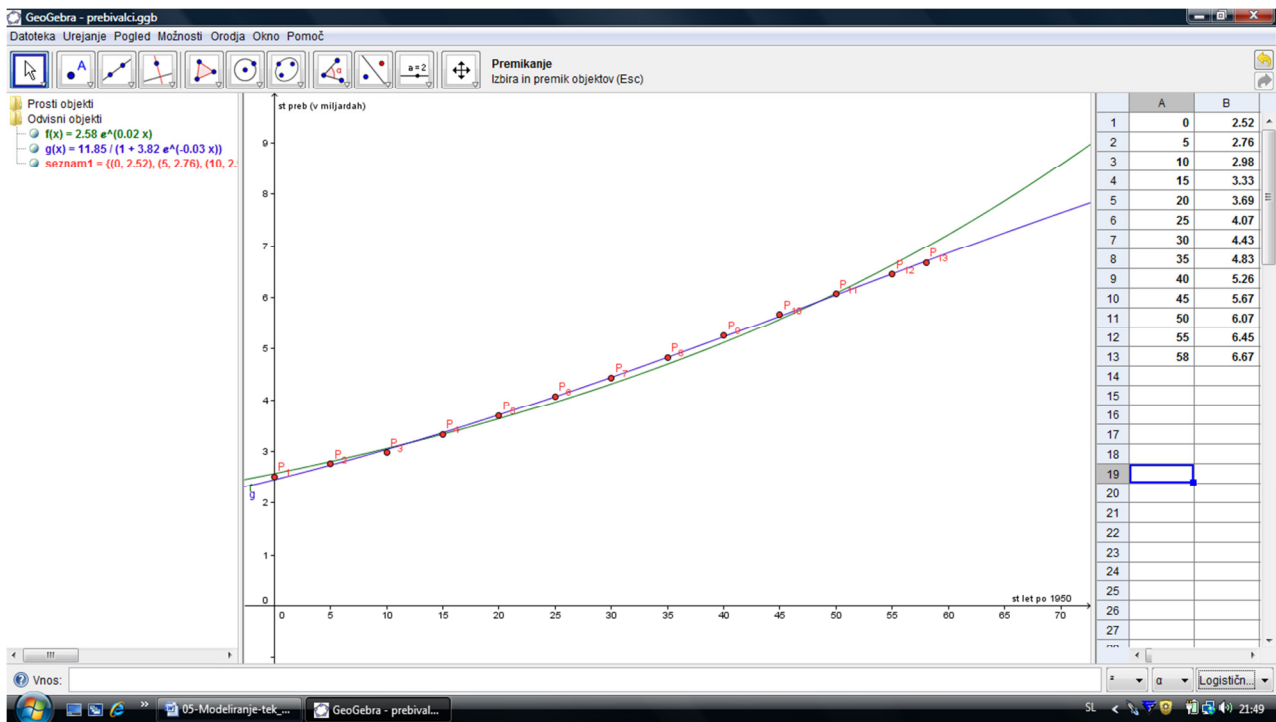 GeoGebra - prebivalci.ggb
Datoteka Urejanje Pogled Možnosti Orodja Okno Pomoč
A
α
a = 2
Premikanje
Izbira in premik objektov (Esc)
Prosti objekti
Odvisni objekti
f(x) = 2.58 e^(0.02 x)
g(x) = 11.85 / (1 + 3.82 e^(-0.03 x))
seznam1 = {(0, 2.52), (5, 2.76), (10, 2.
st preb (v miljardah)
9
8
7
6
5
4
3
2
1
0
0 5 10 15 20 25 30 35 40 45 50 55 60 65 70
st let po 1950
P1
P2
P3
P4
P5
P6
P7
P8
P9
P10
P11
P12
P13
f
g
A B
1 0 2.52
2 5 2.76
3 10 2.98
4 15 3.33
5 20 3.69
6 25 4.07
7 30 4.43
8 35 4.83
9 40 5.26
10 45 5.67
11 50 6.07
12 55 6.45
13 58 6.67
14
15
16
17
18
19
20
21
22
23
24
25
26
27
Vnos:
² α Logističn...
» 05-Modeliranje-tek_... GeoGebra - prebival... SL < 21:49